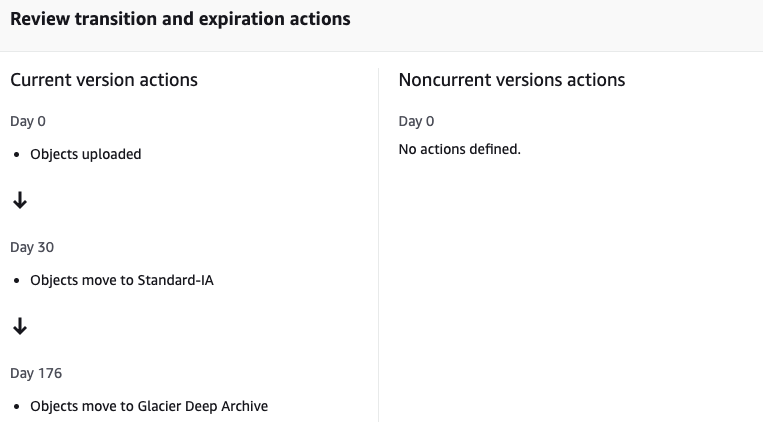 Review transition and expiration actions
Current version actions
Day 0
• Objects uploaded
Day 30
• Objects move to Standard-IA
Day 176
• Objects move to Glacier Deep Archive
Noncurrent versions actions
Day 0
No actions defined.